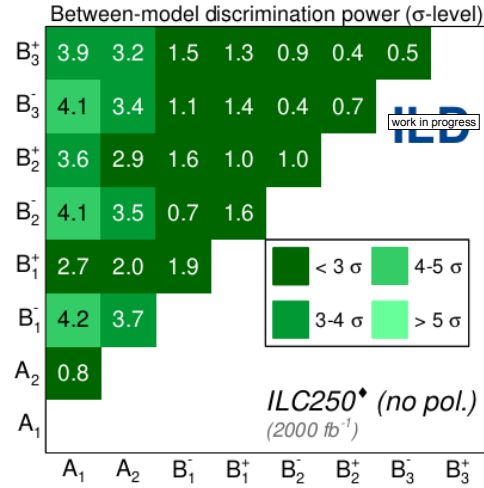 Between-model discrimination power (σ-level)
B₃⁺ 3.9 3.2 1.5 1.3 0.9 0.4 0.5
B₃⁻ 4.1 3.4 1.1 1.4 0.4 0.7
ILD
work in progress
B₂⁺ 3.6 2.9 1.6 1.0 1.0
B₂⁻ 4.1 3.5 0.7 1.6
B₁⁺ 2.7 2.0 1.9
< 3 σ 4-5 σ
B₁⁻ 4.2 3.7
3-4 σ > 5 σ
A₂ 0.8
ILC250♦ (no pol.)
A₁
(2000 fb⁻¹)
A₁ A₂ B₁⁻ B₁⁺ B₂⁻ B₂⁺ B₃⁻ B₃⁺